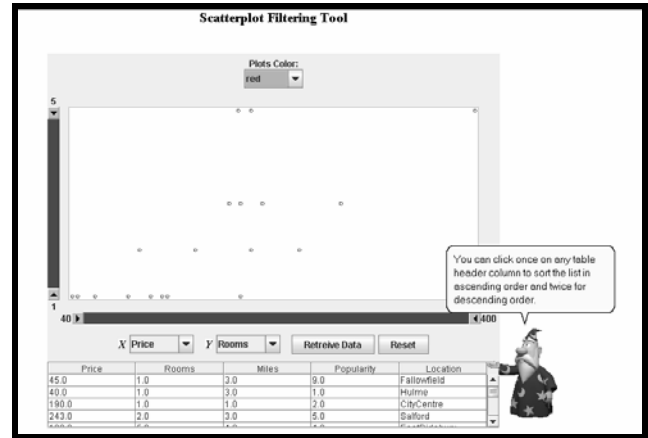 Scatterplot Filtering Tool
Plots Color:
red
5
1
40
400
X Price Y Rooms Retreive Data Reset
You can click once on any table
header column to sort the list in
ascending order and twice for
descending order.
Price Rooms Miles Popularity Location
45.0 1.0 3.0 9.0 Fallowfield
40.0 1.0 3.0 1.0 Hulme
190.0 1.0 1.0 2.0 CityCentre
243.0 2.0 3.0 5.0 Salford